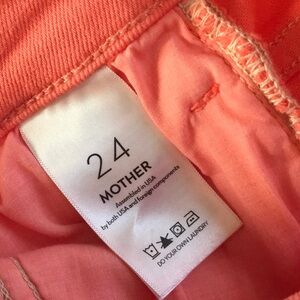 24
MOTHER
Assembled in USA
by both USA and foreign components
DO YOUR OWN LAUNDRY